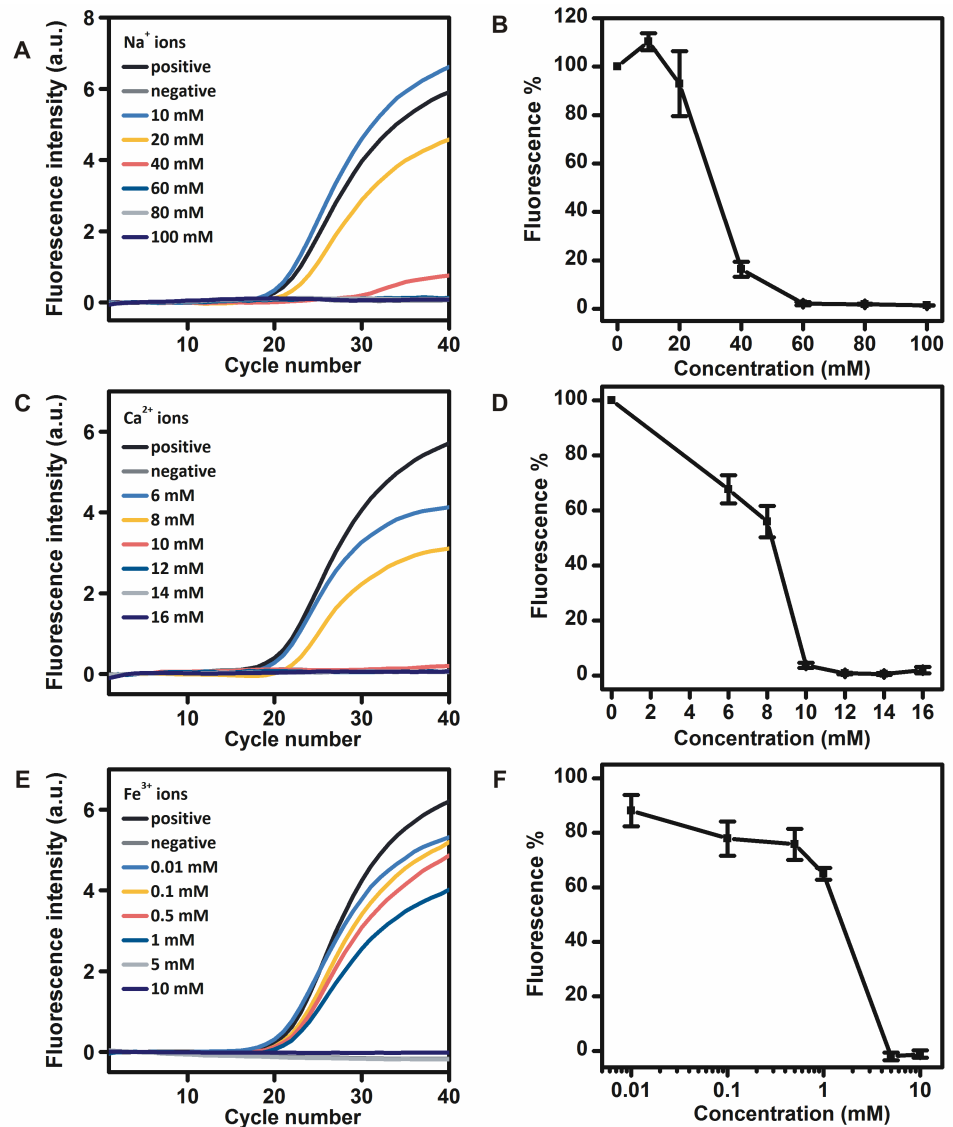 A
Fluorescence intensity (a.u.)
8
6
4
2
0
Na+ ions
positive
negative
10 mM
20 mM
40 mM
60 mM
80 mM
100 mM
10 20 30 40
Cycle number
B
Fluorescence %
120
100
80
60
40
20
0
0 20 40 60 80 100
Concentration (mM)
C
Fluorescence intensity (a.u.)
6
4
2
0
Ca2+ ions
positive
negative
6 mM
8 mM
10 mM
12 mM
14 mM
16 mM
10 20 30 40
Cycle number
D
Fluorescence %
100
80
60
40
20
0
0 2 4 6 8 10 12 14 16
Concentration (mM)
E
Fluorescence intensity (a.u.)
6
4
2
0
Fe3+ ions
positive
negative
0.01 mM
0.1 mM
0.5 mM
1 mM
5 mM
10 mM
10 20 30 40
Cycle number
F
Fluorescence %
100
80
60
40
20
0
0.01 0.1 1 10
Concentration (mM)